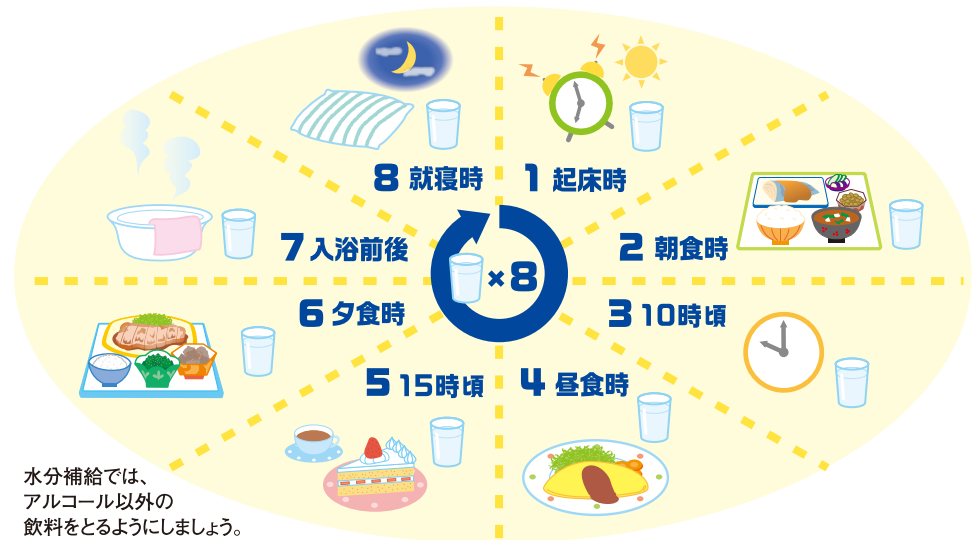 1 起床時
2 朝食時
3 10時頃
4 昼食時
5 15時頃
6 夕食時
7 入浴前後
8 就寝時
×8
水分補給では、
アルコール以外の
飲料をとるようにしましょう。